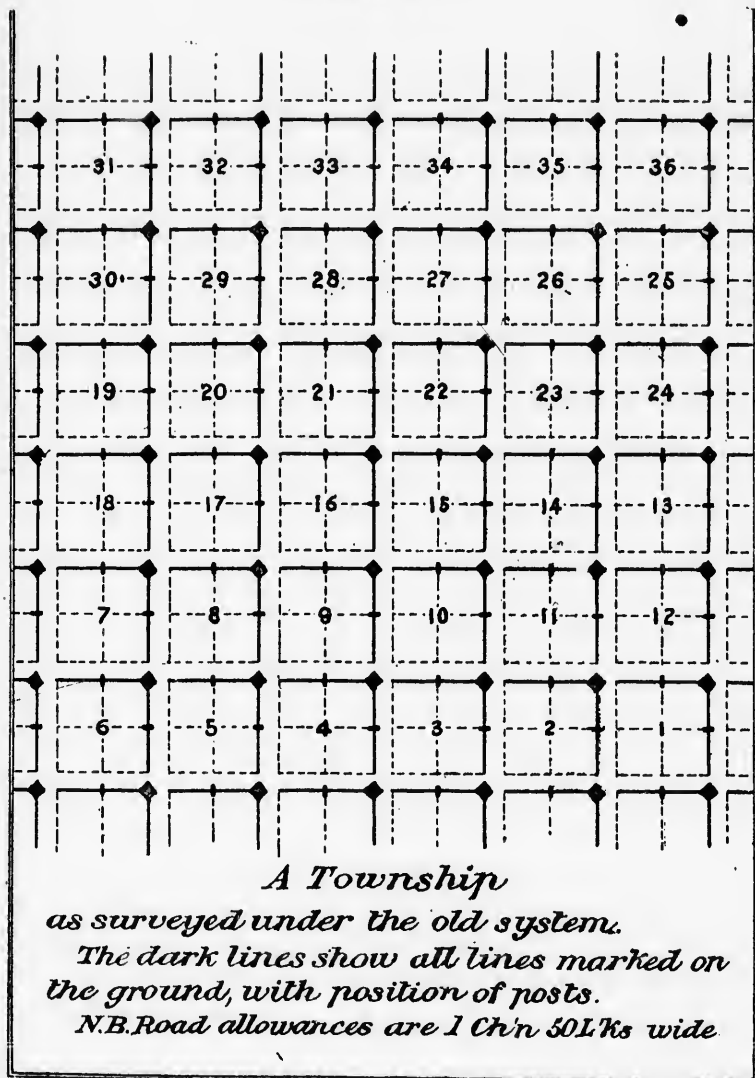 31 32 33 34 35 36
30 29 28 27 26 25
19 20 21 22 23 24
18 17 16 15 14 13
7 8 9 10 11 12
6 5 4 3 2 1
A Township
as surveyed under the old system.
The dark lines show all lines marked on
the ground, with position of posts.
N.B. Road allowances are 1 Ch'n 50 L'ks wide